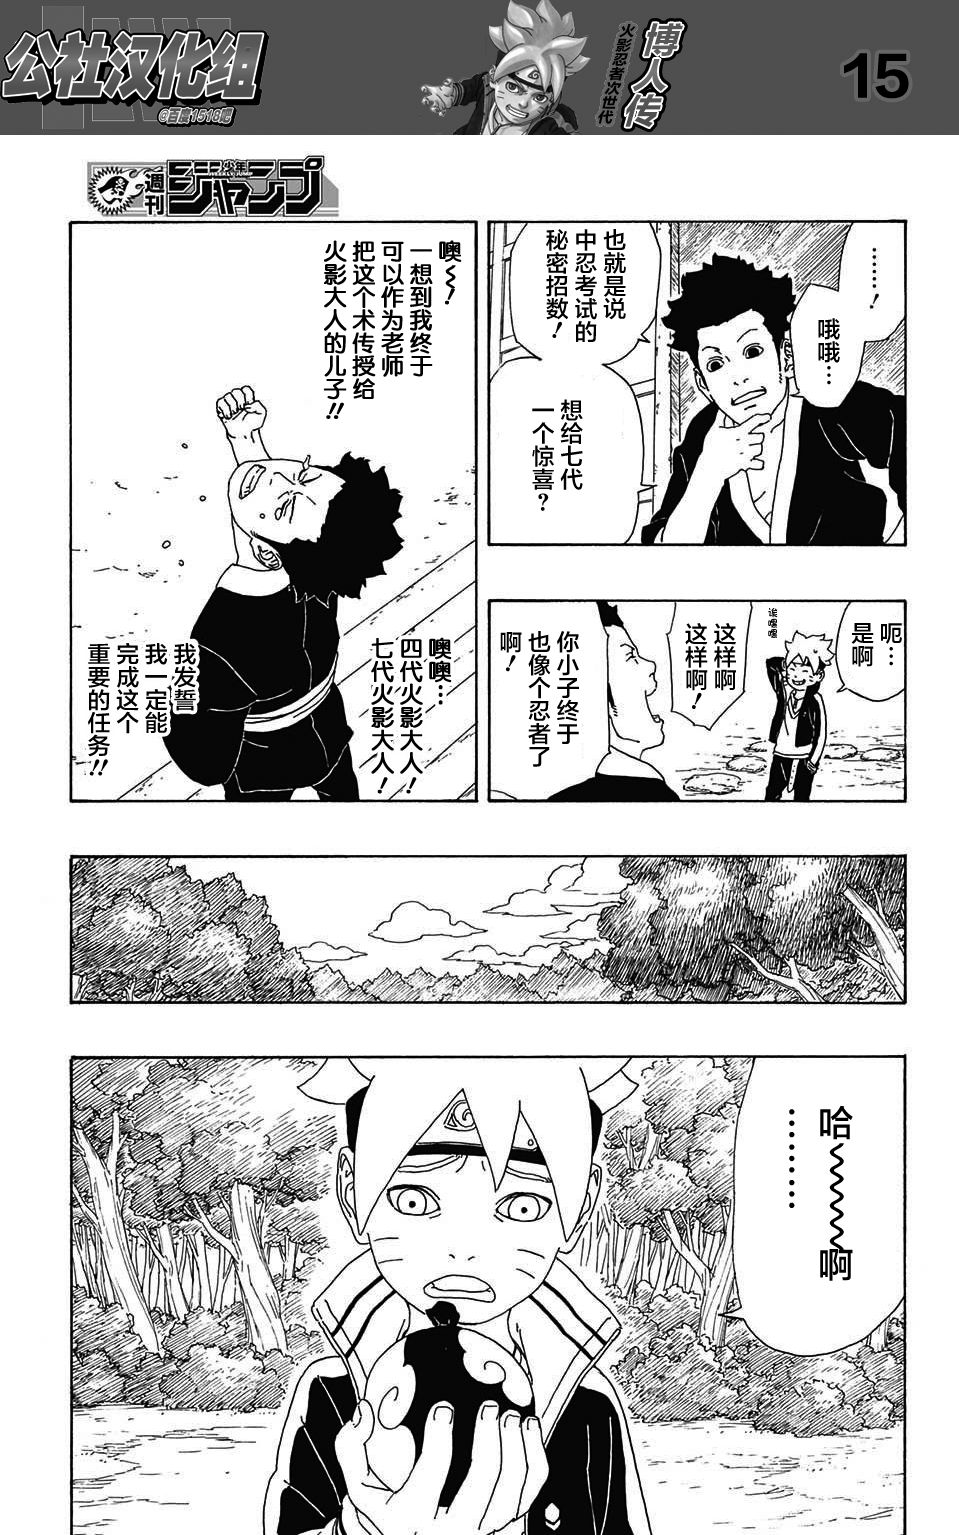 公社汉化组
@百度1516吧
博人传
火影忍者次世代
15
週刊
少年
WEEKLY JUMP
ジャンプ
……！
哦哦…
也就是说
中忍考试的
秘密招数！
想给七代
一个惊喜？
呃：
是啊
诶嘿嘿
这样啊
这样啊！
你小子终于
也像个忍者了
啊！
噢～！
一想到我终于
可以作为老师
把这个术传授给
火影大人的儿子!!
噢噢…
四代火影大人！
七代火影大人！
我发誓
我一定能
完成这个
重要的任务!!
哈～～～啊
………